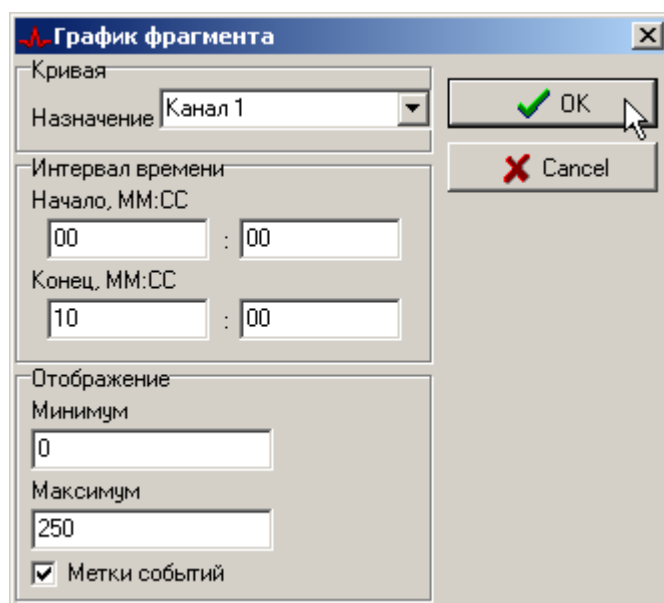 График фрагмента
Кривая
Назначение Канал 1
OK
Cancel
Интервал времени
Начало, ММ:СС
00 : 00
Конец, ММ:СС
10 : 00
Отображение
Минимум
0
Максимум
250
Метки событий